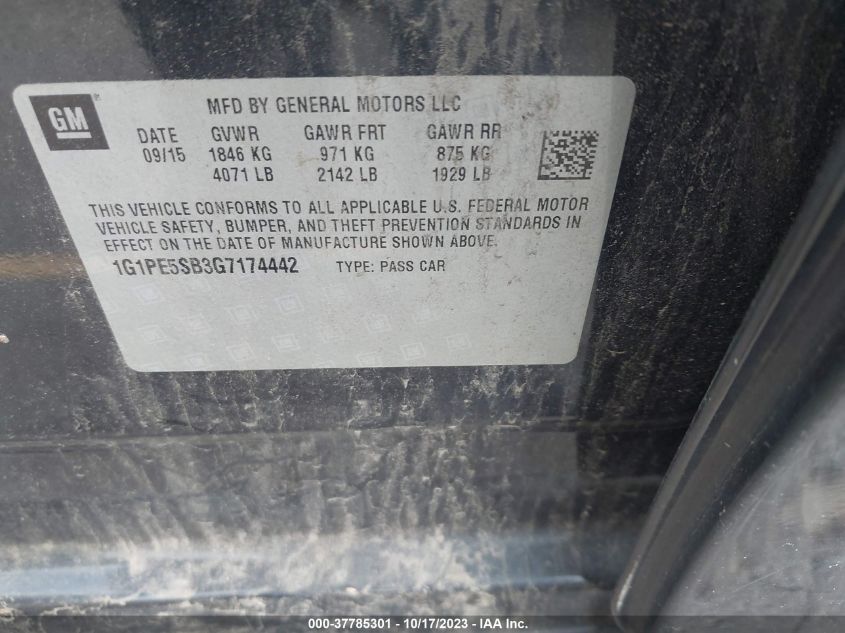 GM
MFD BY GENERAL MOTORS LLC
DATE GVWR GAWR FRT GAWR RR
09/15 1846 KG 971 KG 875 KG
4071 LB 2142 LB 1929 LB
THIS VEHICLE CONFORMS TO ALL APPLICABLE U.S. FEDERAL MOTOR
VEHICLE SAFETY, BUMPER, AND THEFT PREVENTION STANDARDS IN
EFFECT ON THE DATE OF MANUFACTURE SHOWN ABOVE.
1G1PE5SB3G7174442 TYPE: PASS CAR
000-37785301 - 10/17/2023 - IAA Inc.